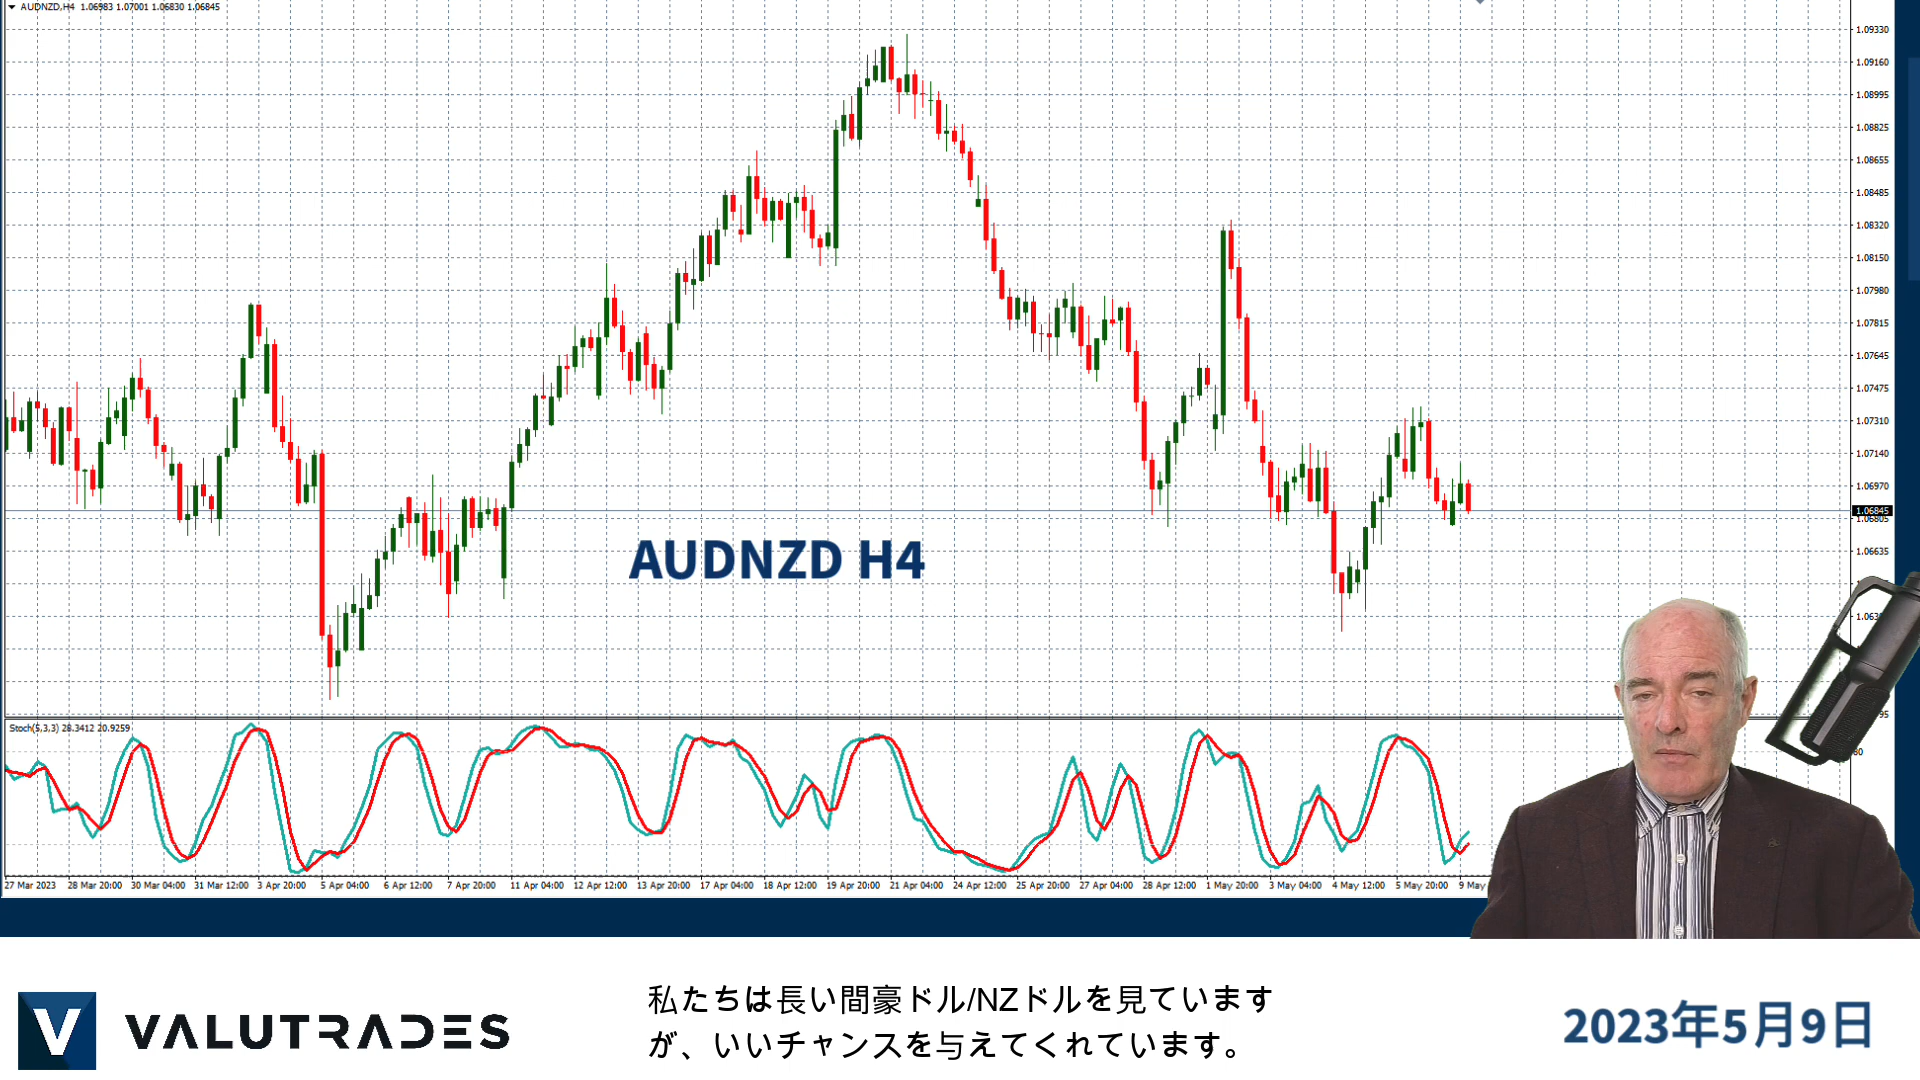 AUDNZD,H4 1.06983 1.07001 1.06830 1.06845
1.09330
1.09160
1.08995
1.08825
1.08655
1.08485
1.08320
1.08150
1.07980
1.07815
1.07645
1.07475
1.07310
1.07140
1.06970
1.06845
1.06805
1.06635
AUDNZD H4
Stoch(5,3,3) 28.3412 20.9259
80
27 Mar 2023 28 Mar 20:00 30 Mar 04:00 31 Mar 12:00 3 Apr 20:00 5 Apr 04:00 6 Apr 12:00 7 Apr 20:00 11 Apr 04:00 12 Apr 12:00 13 Apr 20:00 17 Apr 04:00 18 Apr 12:00 19 Apr 20:00 21 Apr 04:00 24 Apr 12:00 25 Apr 20:00 27 Apr 04:00 28 Apr 12:00 1 May 20:00 3 May 04:00 4 May 12:00 5 May 20:00 9 May
VALUTRADES
私たちは長い間豪ドル/NZドルを見ています
が、いいチャンスを与えてくれています。
2023年5月9日